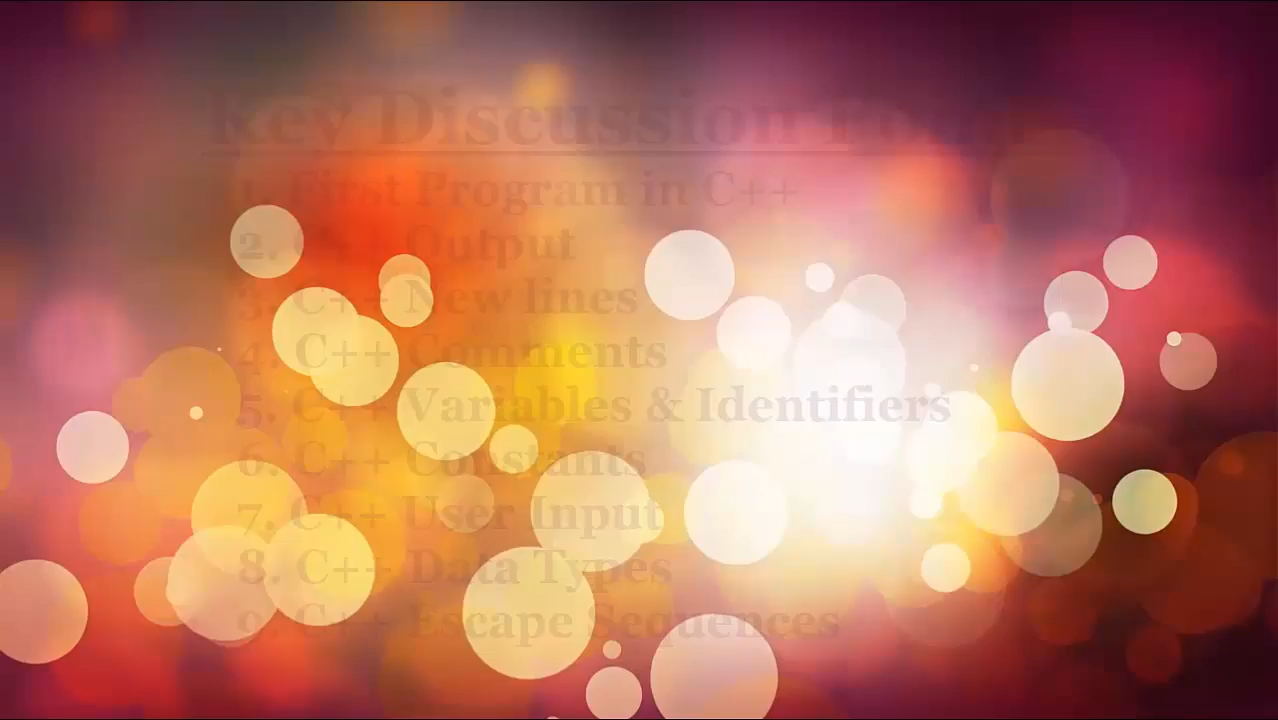 Key Discussion Point
1. First Program in C++
2. C++ Output
3. C++ New lines
4. C++ Comments
5. C++ Variables & Identifiers
6. C++ Constants
7. C++ User Input
8. C++ Data Types
9. C++ Escape Sequences